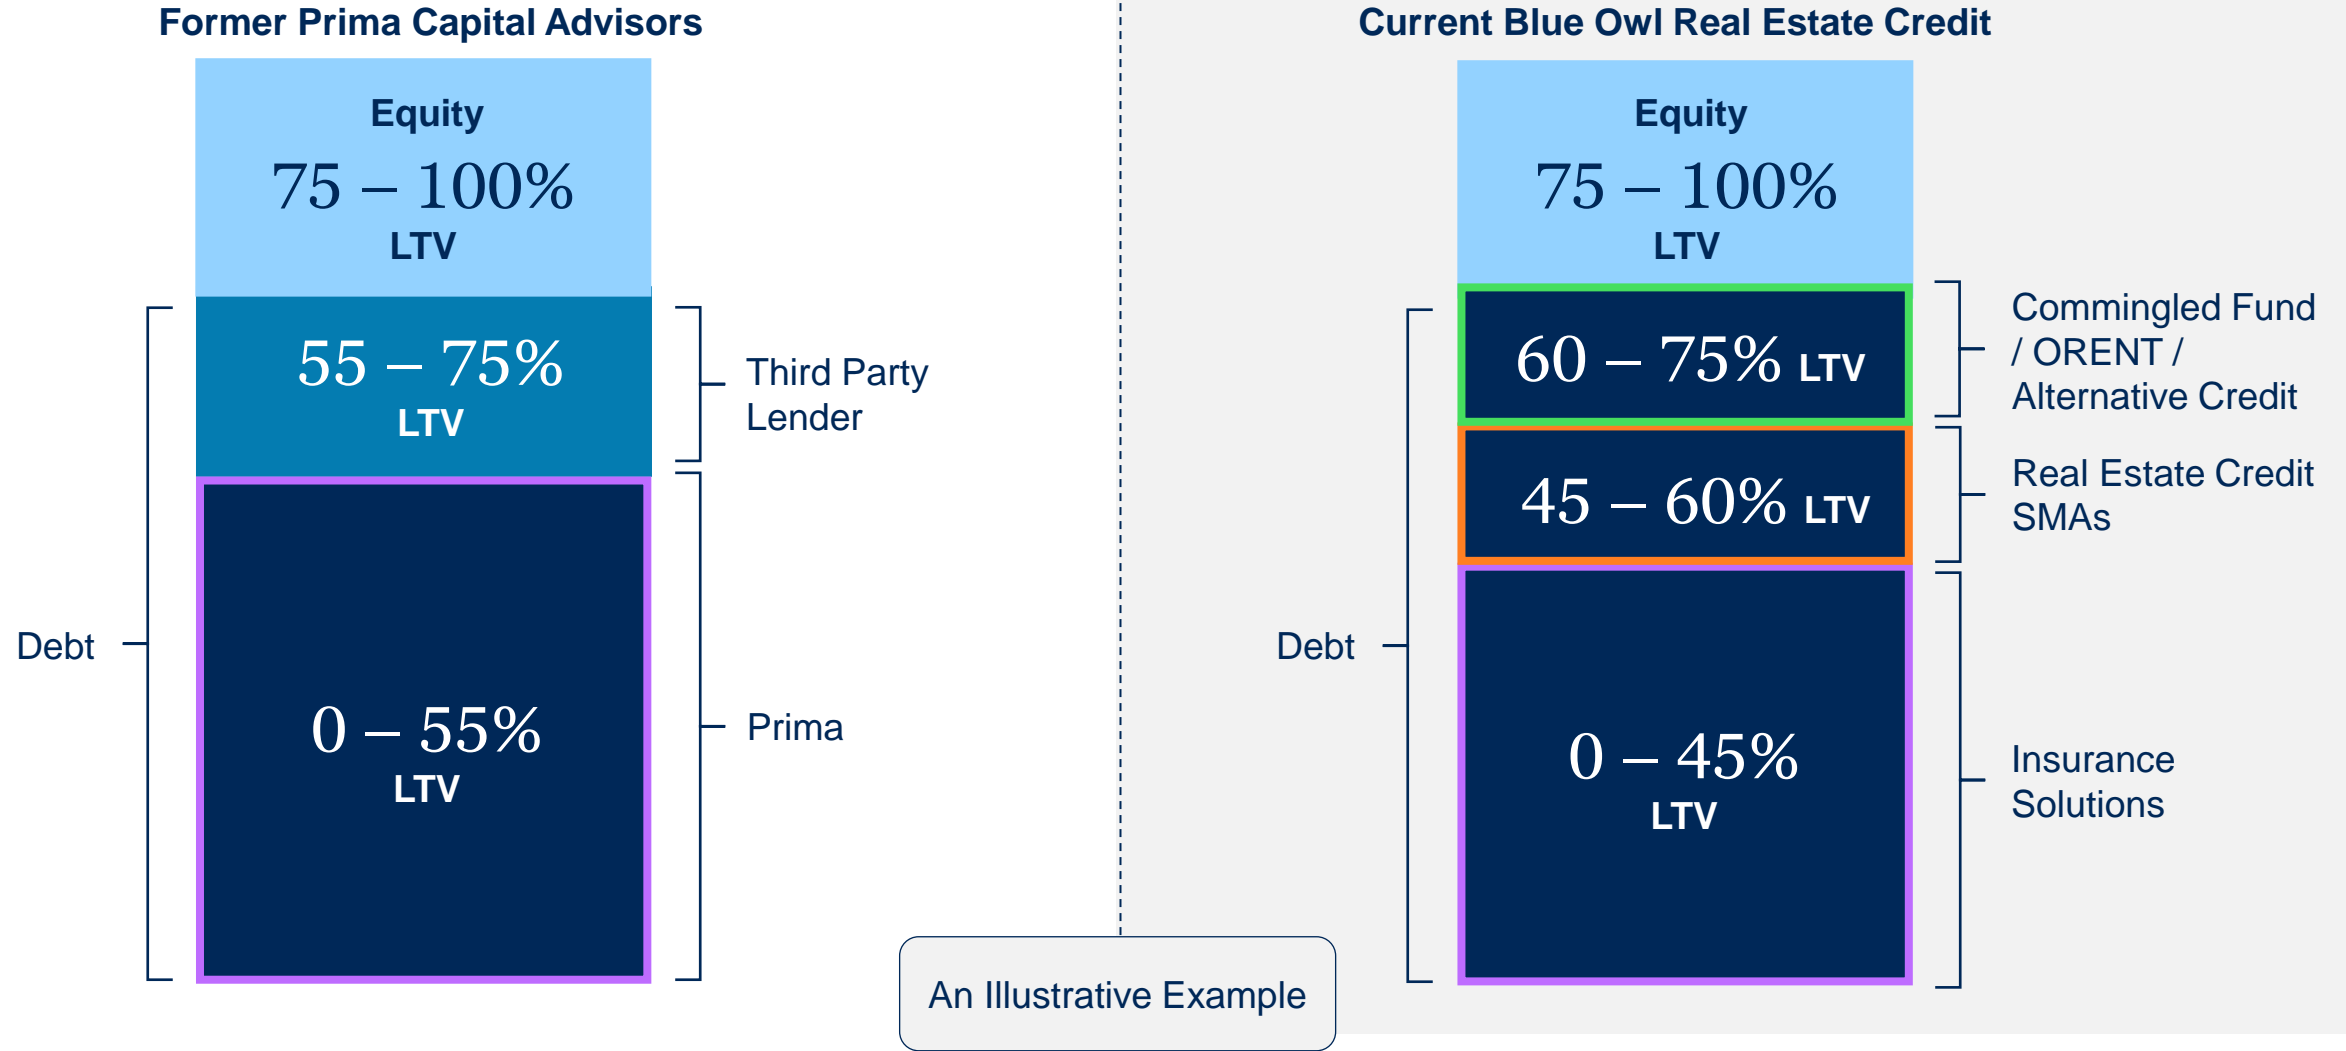 Former Prima Capital Advisors
Equity
75 – 100%
LTV
55 – 75%
LTV
Third Party
Lender
Debt
0 – 55%
LTV
Prima
Current Blue Owl Real Estate Credit
Equity
75 – 100%
LTV
60 – 75% LTV
Commingled Fund
/ ORENT /
Alternative Credit
45 – 60% LTV
Real Estate Credit
SMAs
Debt
0 – 45%
LTV
Insurance
Solutions
An Illustrative Example